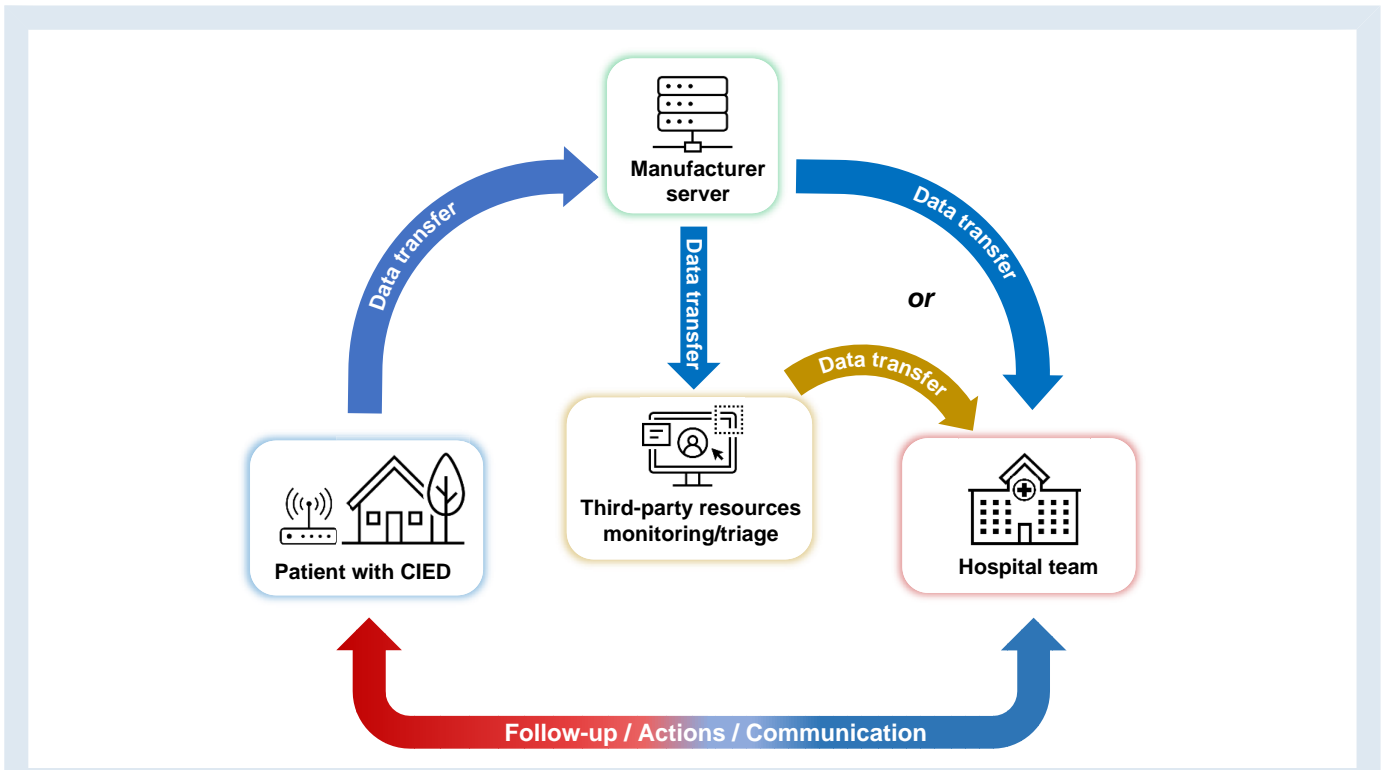 Manufacturer
server
Data transfer
Data transfer
Data transfer
or
Data transfer
Third-party resources
monitoring/triage
Patient with CIED
Hospital team
Follow-up / Actions / Communication